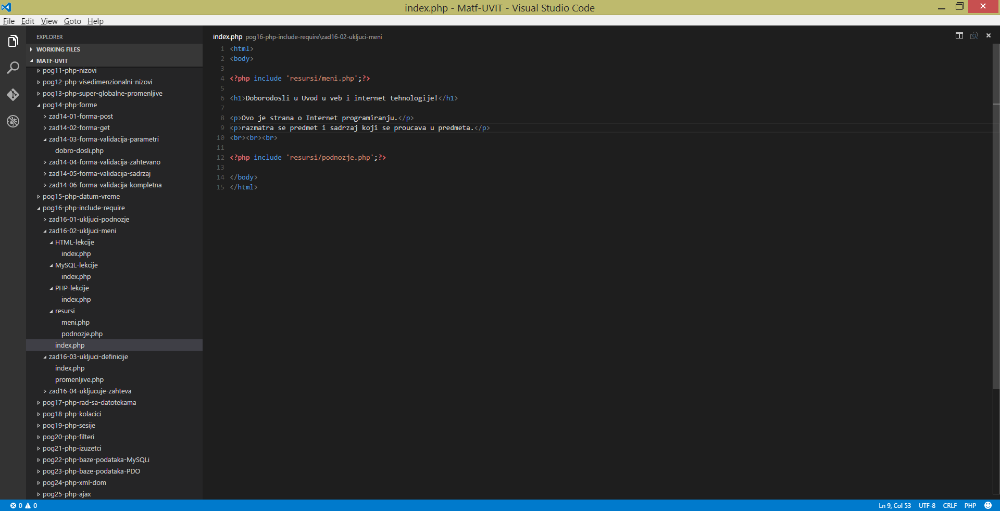 index.php - Matf-UVIT - Visual Studio Code
File Edit View Goto Help
EXPLORER
WORKING FILES
MATF-UVIT
pog11-php-nizovi
pog12-php-visedimenzionalni-nizovi
pog13-php-super-globalne-promenljive
pog14-php-forme
zad14-01-forma-post
zad14-02-forma-get
zad14-03-forma-validacija-parametri
dobro-dosli.php
zad14-04-forma-validacija-zahtevano
zad14-05-forma-validacija-sadrzaj
zad14-06-forma-validacija-kompletna
pog15-php-datum-vreme
pog16-php-include-require
zad16-01-ukljuci-podnozje
zad16-02-ukljuci-meni
HTML-lekcije
index.php
MySQL-lekcije
index.php
PHP-lekcije
index.php
resursi
meni.php
podnozje.php
index.php
zad16-03-ukljuci-definicije
index.php
promenljive.php
zad16-04-ukljucuje-zahteva
pog17-php-rad-sa-datotekama
pog18-php-kolacici
pog19-php-sesije
pog20-php-filteri
pog21-php-izuzetci
pog22-php-baze-podataka-MySQLi
pog23-php-baze-podataka-PDO
pog24-php-xml-dom
pog25-php-ajax
index.php pog16-php-include-require\zad16-02-ukljuci-meni
1 <html>
2 <body>
3
4 <?php include 'resursi/meni.php';?>
5
6 <h1>Doborodosli u Uvod u veb i internet tehnologije!</h1>
7
8 <p>Ovo je strana o Internet programiranju.</p>
9 <p>razmatra se predmet i sadrzaj koji se proucava u predmeta.</p>
10 <br><br><br>
11
12 <?php include 'resursi/podnozje.php';?>
13
14 </body>
15 </html>
0 0
Ln 9, Col 53 UTF-8 CRLF PHP